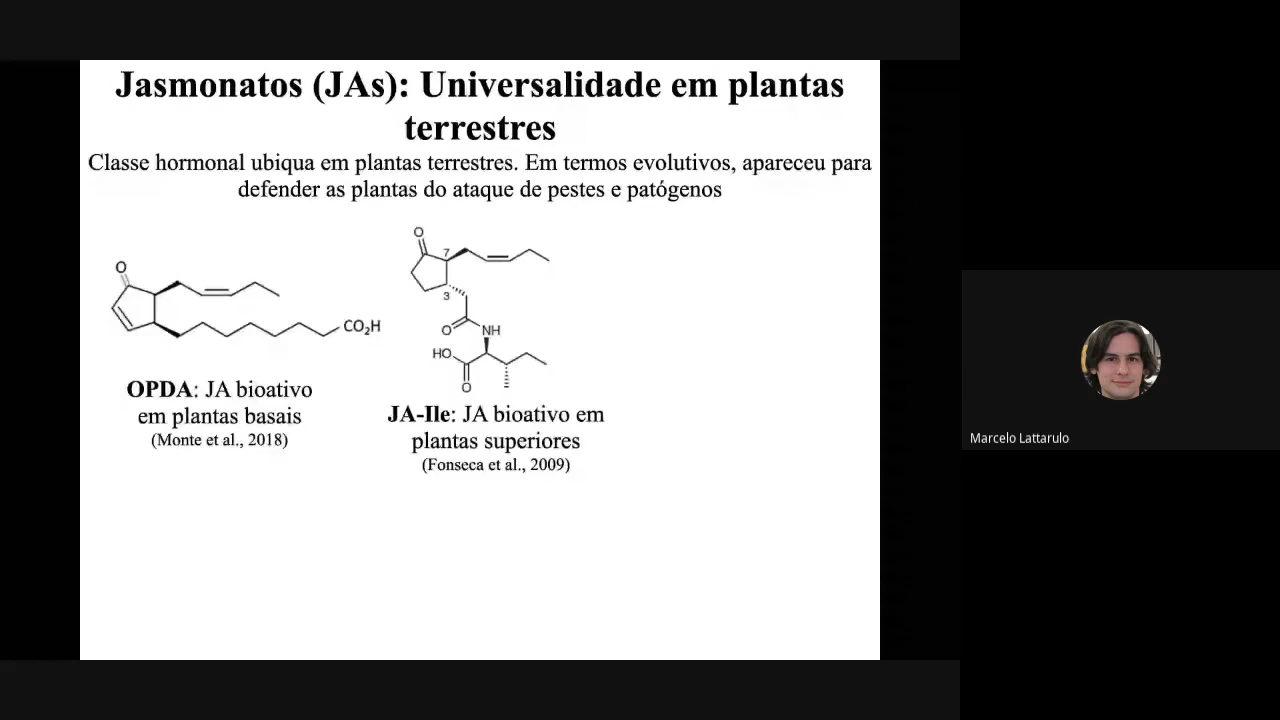 Jasmonatos (JAs): Universalidade em plantas
terrestres
Classe hormonal ubiqua em plantas terrestres. Em termos evolutivos, apareceu para
defender as plantas do ataque de pestes e patógenos
O
CO₂H
OPDA: JA bioativo
em plantas basais
(Monte et al., 2018)
O
7
3
O
NH
HO
O
JA-Ile: JA bioativo em
plantas superiores
(Fonseca et al., 2009)
Marcelo Lattarulo